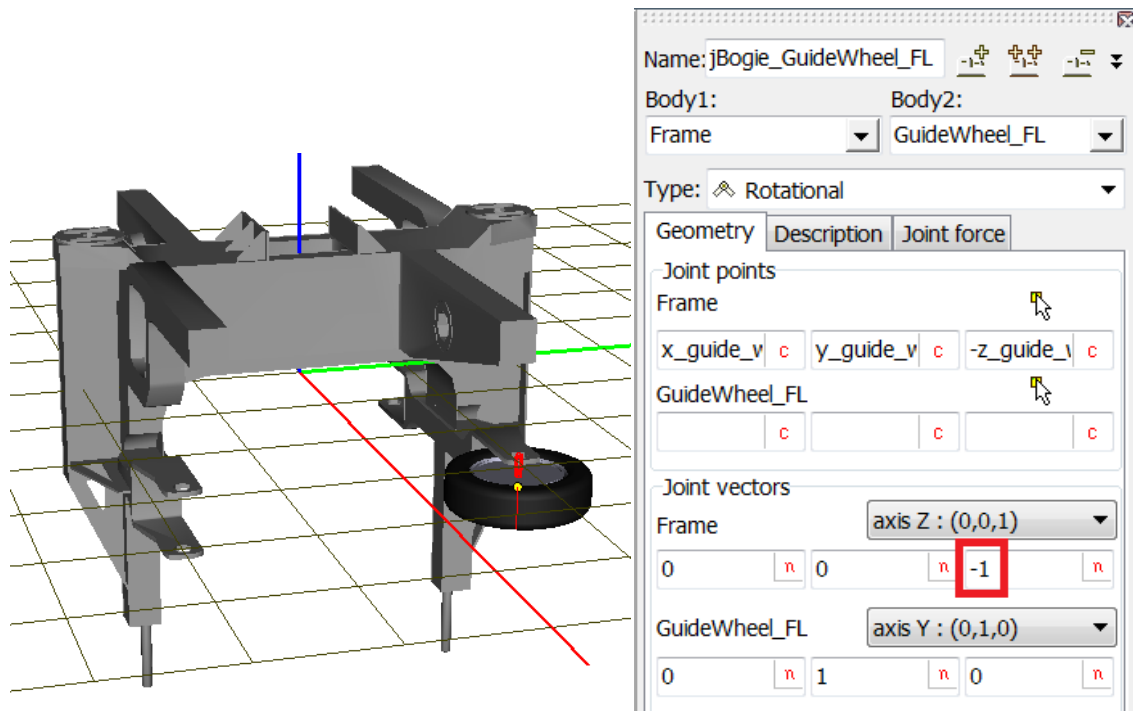 Name: jBogie_GuideWheel_FL
Body1: Body2:
Frame GuideWheel_FL
Type: Rotational
Geometry Description Joint force
Joint points
Frame
x_guide_w c y_guide_w c -z_guide_w c
GuideWheel_FL
c c c
Joint vectors
Frame axis Z : (0,0,1)
0 n 0 n -1 n
GuideWheel_FL axis Y : (0,1,0)
0 n 1 n 0 n